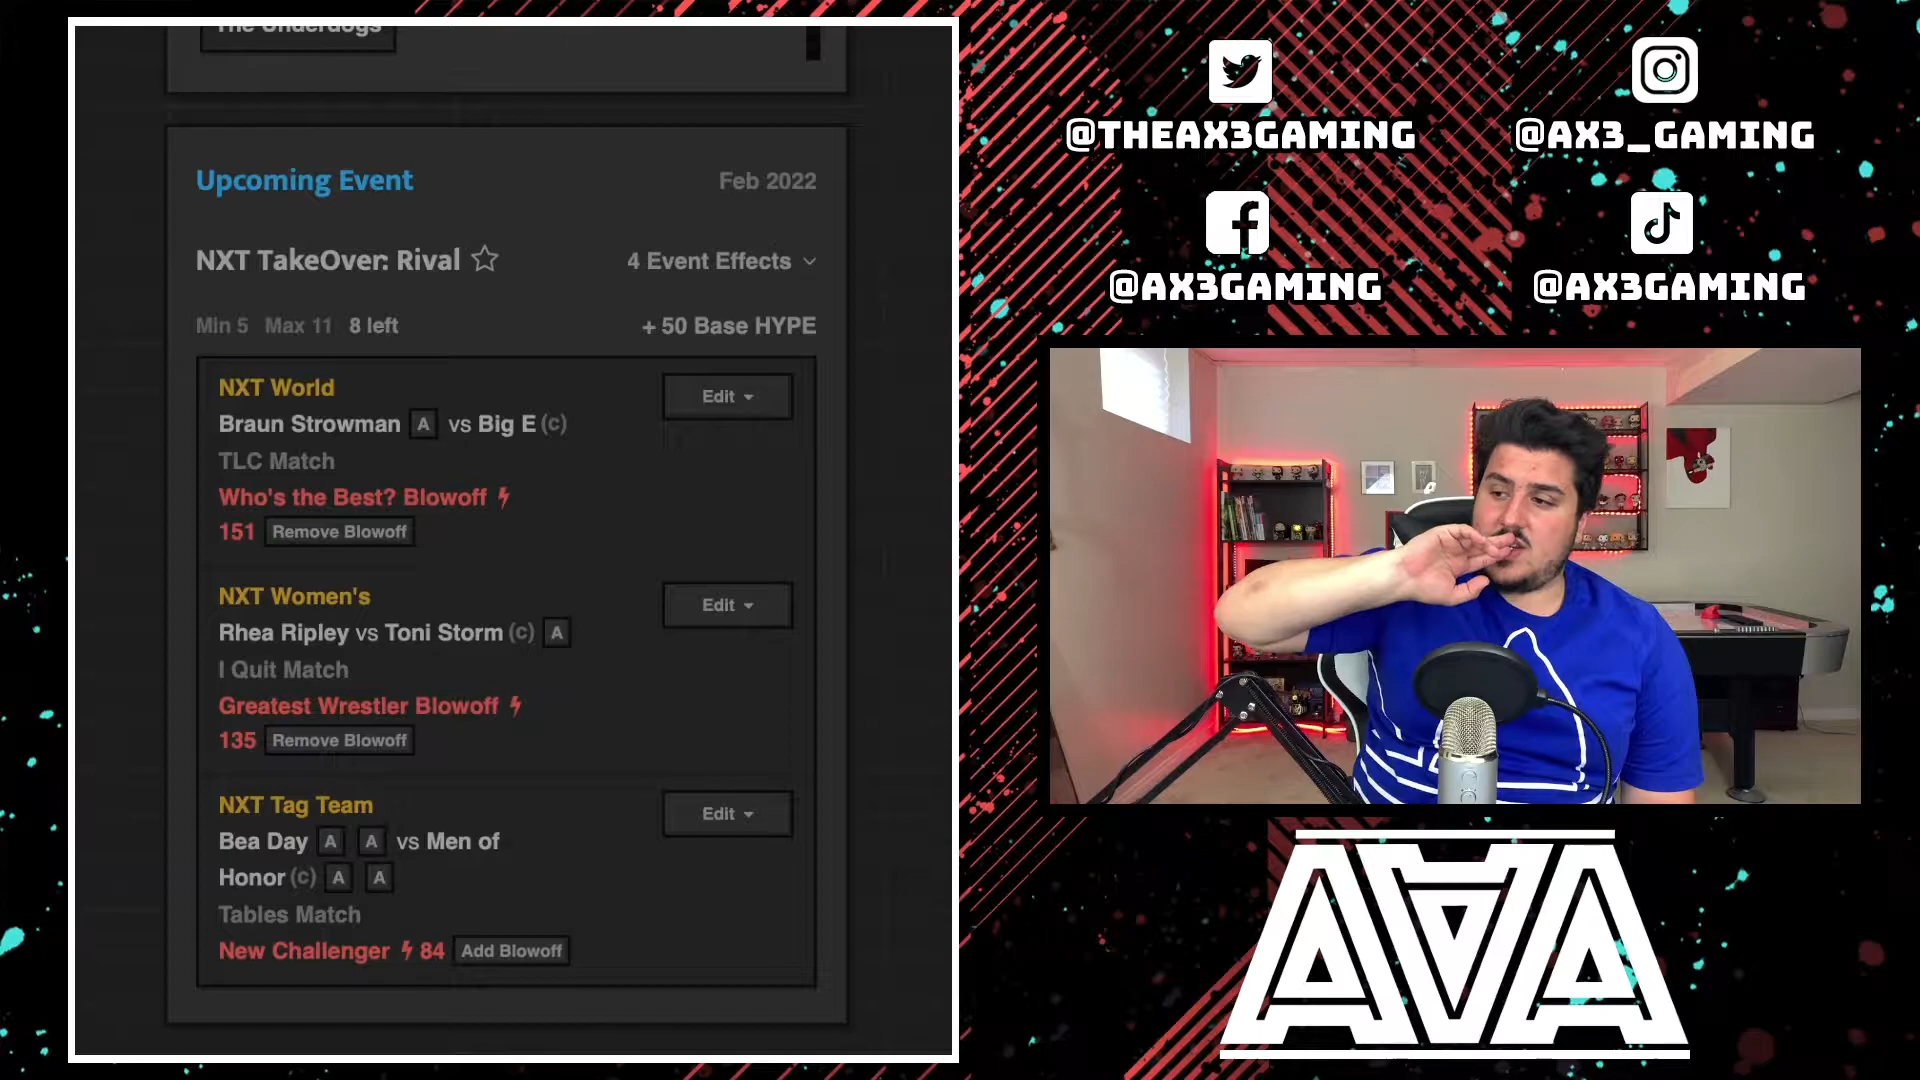 The Underdogs
Upcoming Event
Feb 2022
NXT TakeOver: Rival
4 Event Effects
Min 5 Max 11 8 left
+ 50 Base HYPE
NXT World
Edit
Braun Strowman A vs Big E (c)
TLC Match
Who's the Best? Blowoff
151 Remove Blowoff
NXT Women's
Edit
Rhea Ripley vs Toni Storm (c) A
I Quit Match
Greatest Wrestler Blowoff
135 Remove Blowoff
NXT Tag Team
Edit
Bea Day A A vs Men of
Honor (c) A A
Tables Match
New Challenger 84 Add Blowoff
@THEAX3GAMING
@AX3_GAMING
@AX3GAMING
@AX3GAMING